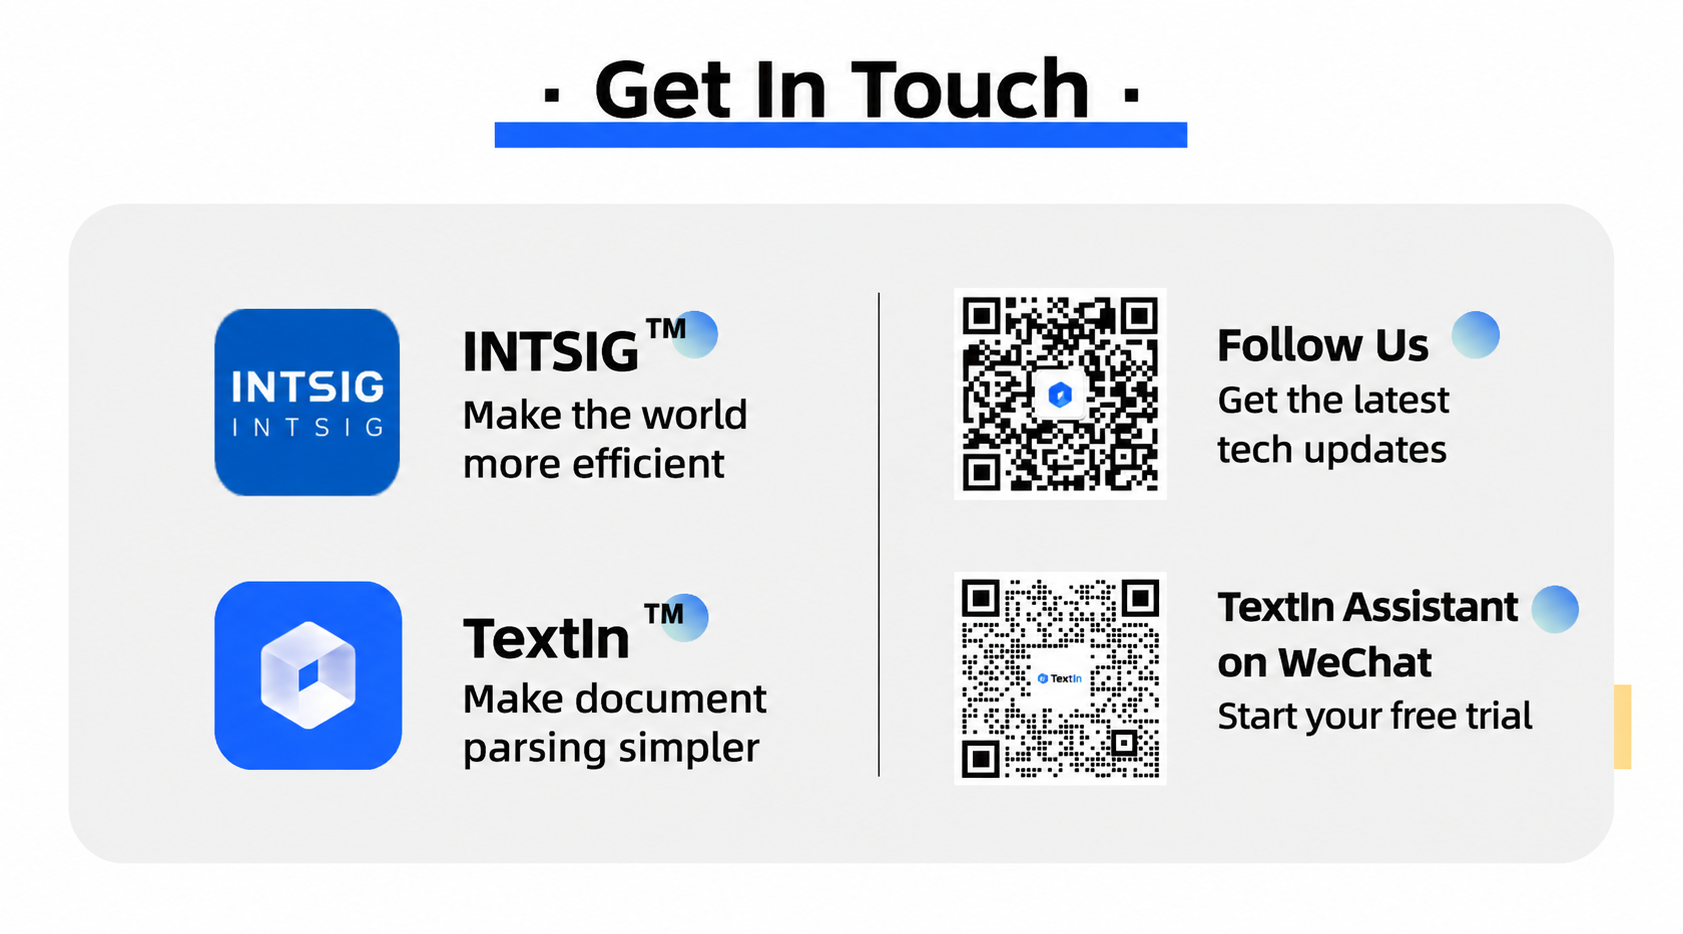 · Get In Touch ·
INTSIG
INTSIG
INTSIG™
Make the world
more efficient
TextIn™
Make document
parsing simpler
Follow Us
Get the latest
tech updates
TextIn
TextIn Assistant
on WeChat
Start your free trial